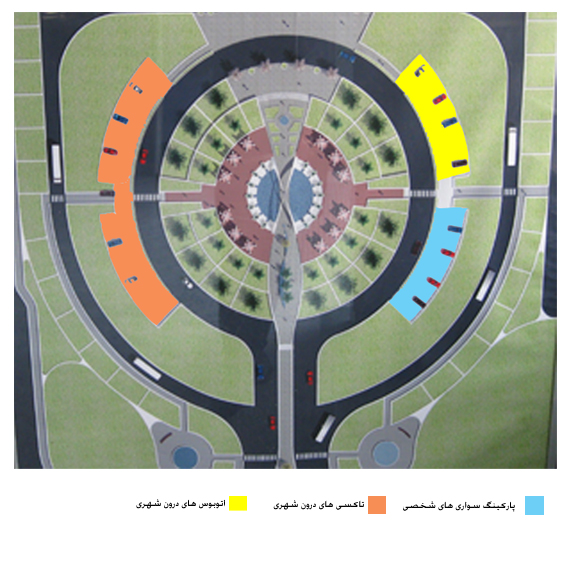 پارکینگ سواری های شخصی
تاکسی های درون شهری
اتوبوس های درون شهری